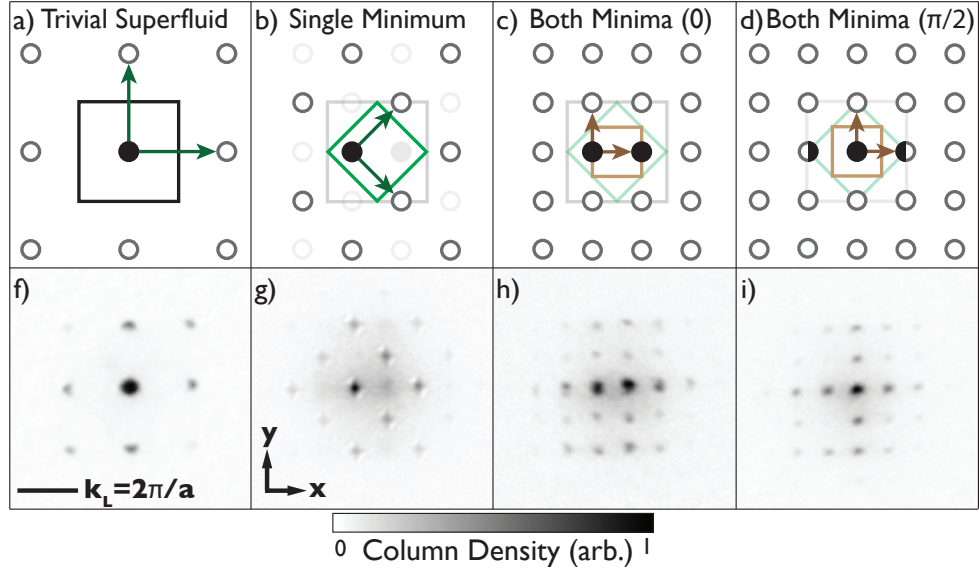 a) Trivial Superfluid
b) Single Minimum
c) Both Minima (0)
d) Both Minima (π/2)
f)
g)
h)
i)
k_L=2π/a
y
x
0 Column Density (arb.) 1